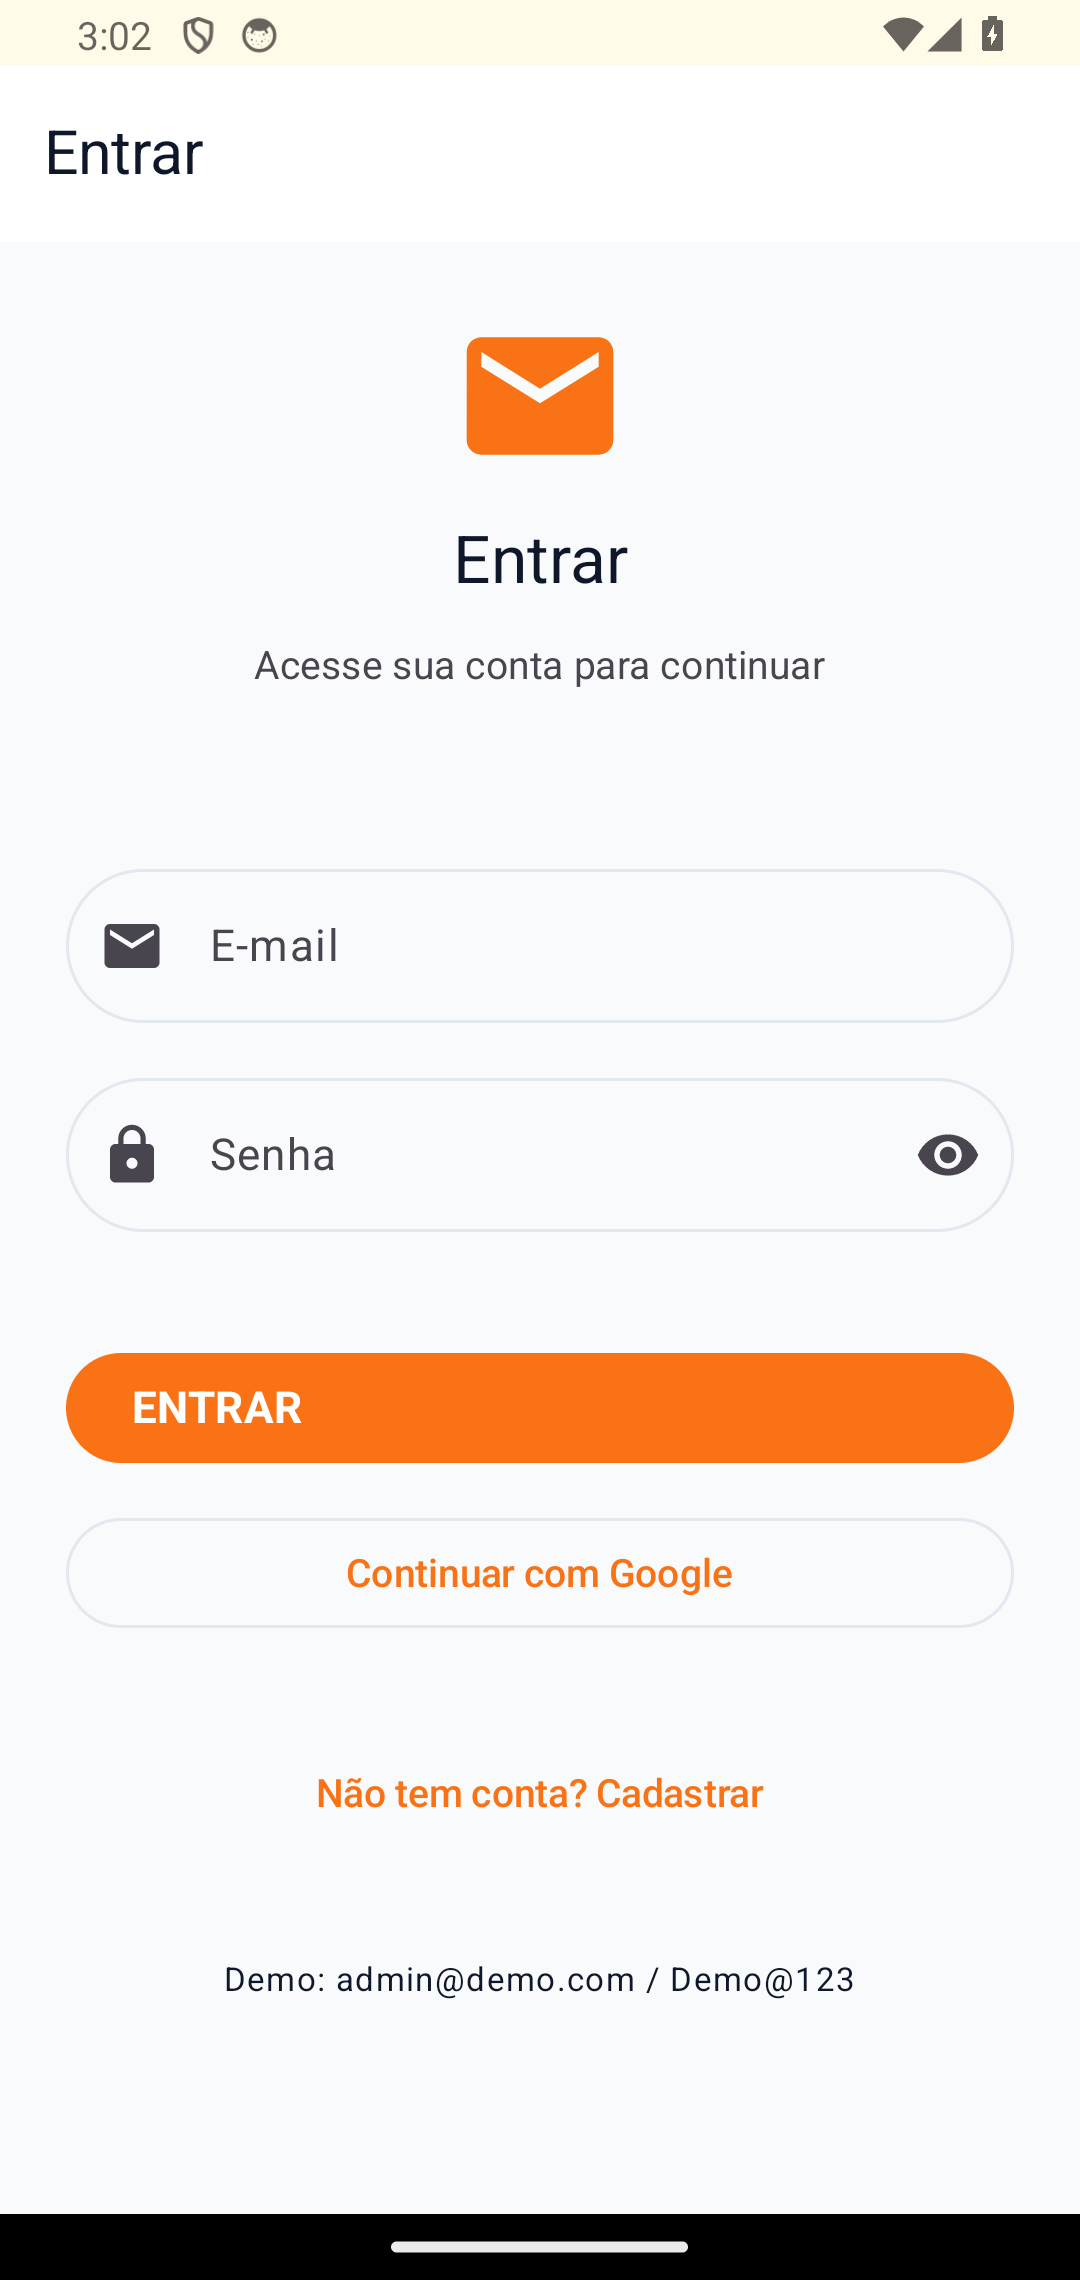 3:02
Entrar
Entrar
Acesse sua conta para continuar
E-mail
Senha
ENTRAR
Continuar com Google
Não tem conta? Cadastrar
Demo: admin@demo.com / Demo@123